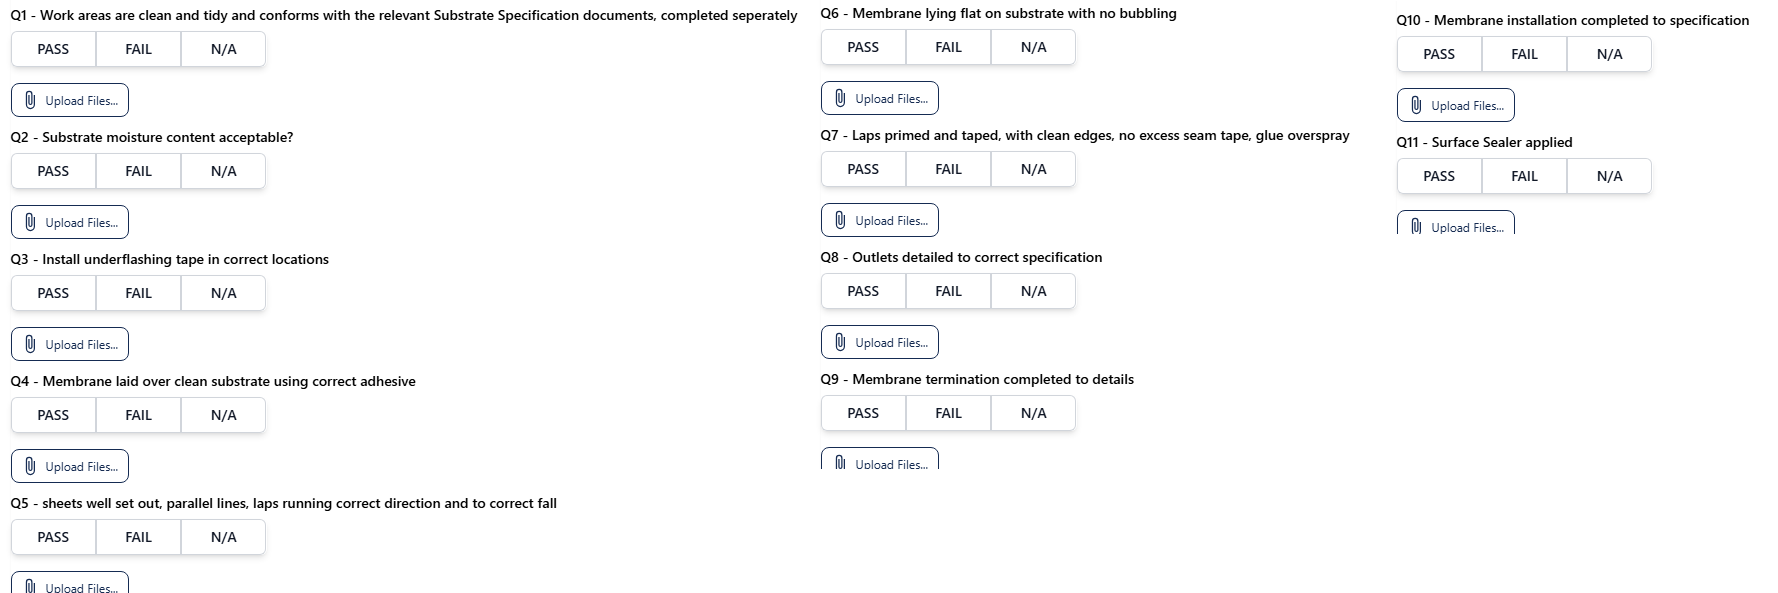 Q1 - Work areas are clean and tidy and conforms with the relevant Substrate Specification documents, completed seperately
PASS FAIL N/A
Upload Files...
Q2 - Substrate moisture content acceptable?
PASS FAIL N/A
Upload Files...
Q3 - Install underflashing tape in correct locations
PASS FAIL N/A
Upload Files...
Q4 - Membrane laid over clean substrate using correct adhesive
PASS FAIL N/A
Upload Files...
Q5 - sheets well set out, parallel lines, laps running correct direction and to correct fall
PASS FAIL N/A
Upload Files...
Q6 - Membrane lying flat on substrate with no bubbling
PASS FAIL N/A
Upload Files...
Q7 - Laps primed and taped, with clean edges, no excess seam tape, glue overspray
PASS FAIL N/A
Upload Files...
Q8 - Outlets detailed to correct specification
PASS FAIL N/A
Upload Files...
Q9 - Membrane termination completed to details
PASS FAIL N/A
Upload Files...
Q10 - Membrane installation completed to specification
PASS FAIL N/A
Upload Files...
Q11 - Surface Sealer applied
PASS FAIL N/A
Upload Files...